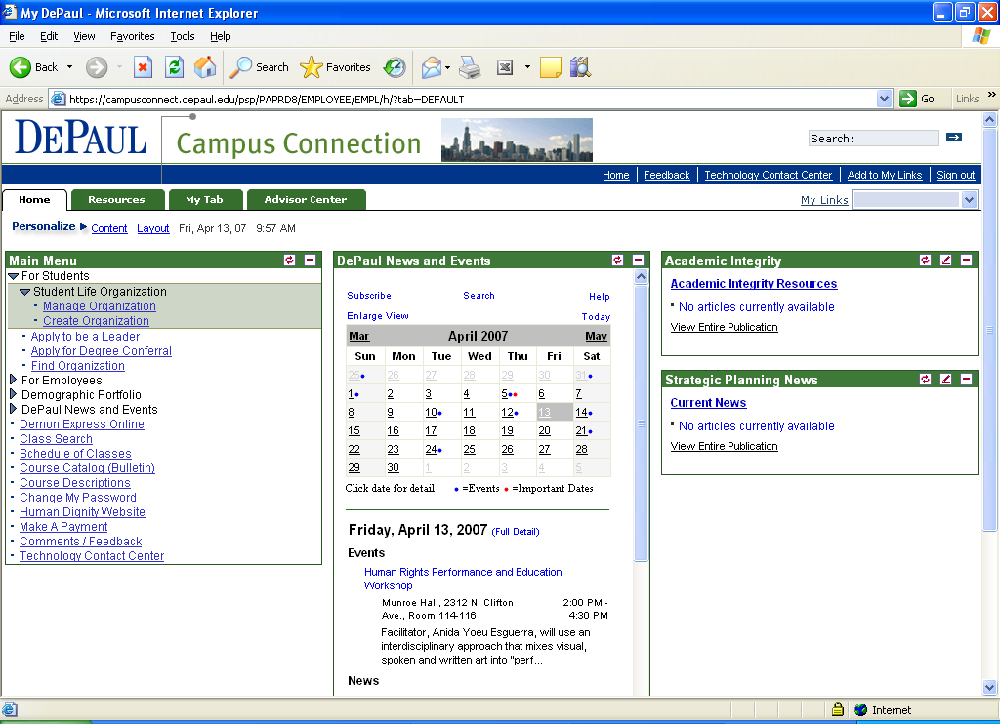 My DePaul - Microsoft Internet Explorer
File Edit View Favorites Tools Help
Back Search Favorites
Address https://campusconnect.depaul.edu/psp/PAPRD8/EMPLOYEE/EMPL/h/?tab=DEFAULT Go Links »
DEPAUL Campus Connection Search:
Home Feedback Technology Contact Center Add to My Links Sign out
Home Resources My Tab Advisor Center My Links
Personalize Content Layout Fri, Apr 13, 07 9:57 AM
Main Menu
For Students
Student Life Organization
- Manage Organization
- Create Organization
- Apply to be a Leader
- Apply for Degree Conferral
- Find Organization
For Employees
Demographic Portfolio
DePaul News and Events
- Demon Express Online
- Class Search
- Schedule of Classes
- Course Catalog (Bulletin)
- Course Descriptions
- Change My Password
- Human Dignity Website
- Make A Payment
- Comments / Feedback
- Technology Contact Center
DePaul News and Events
Subscribe Search Help
Enlarge View Today
Mar April 2007 May
Sun Mon Tue Wed Thu Fri Sat
25 26 27 28 29 30 31
1 2 3 4 5 6 7
8 9 10 11 12 13 14
15 16 17 18 19 20 21
22 23 24 25 26 27 28
29 30 1 2 3 4 5
Click date for detail • =Events • =Important Dates
Friday, April 13, 2007 (Full Detail)
Events
Human Rights Performance and Education
Workshop
Munroe Hall, 2312 N. Clifton 2:00 PM -
Ave., Room 114-116 4:30 PM
Facilitator, Anida Yoeu Esguerra, will use an
interdisciplinary approach that mixes visual,
spoken and written art into "perf...
News
Academic Integrity
Academic Integrity Resources
• No articles currently available
View Entire Publication
Strategic Planning News
Current News
• No articles currently available
View Entire Publication
Internet